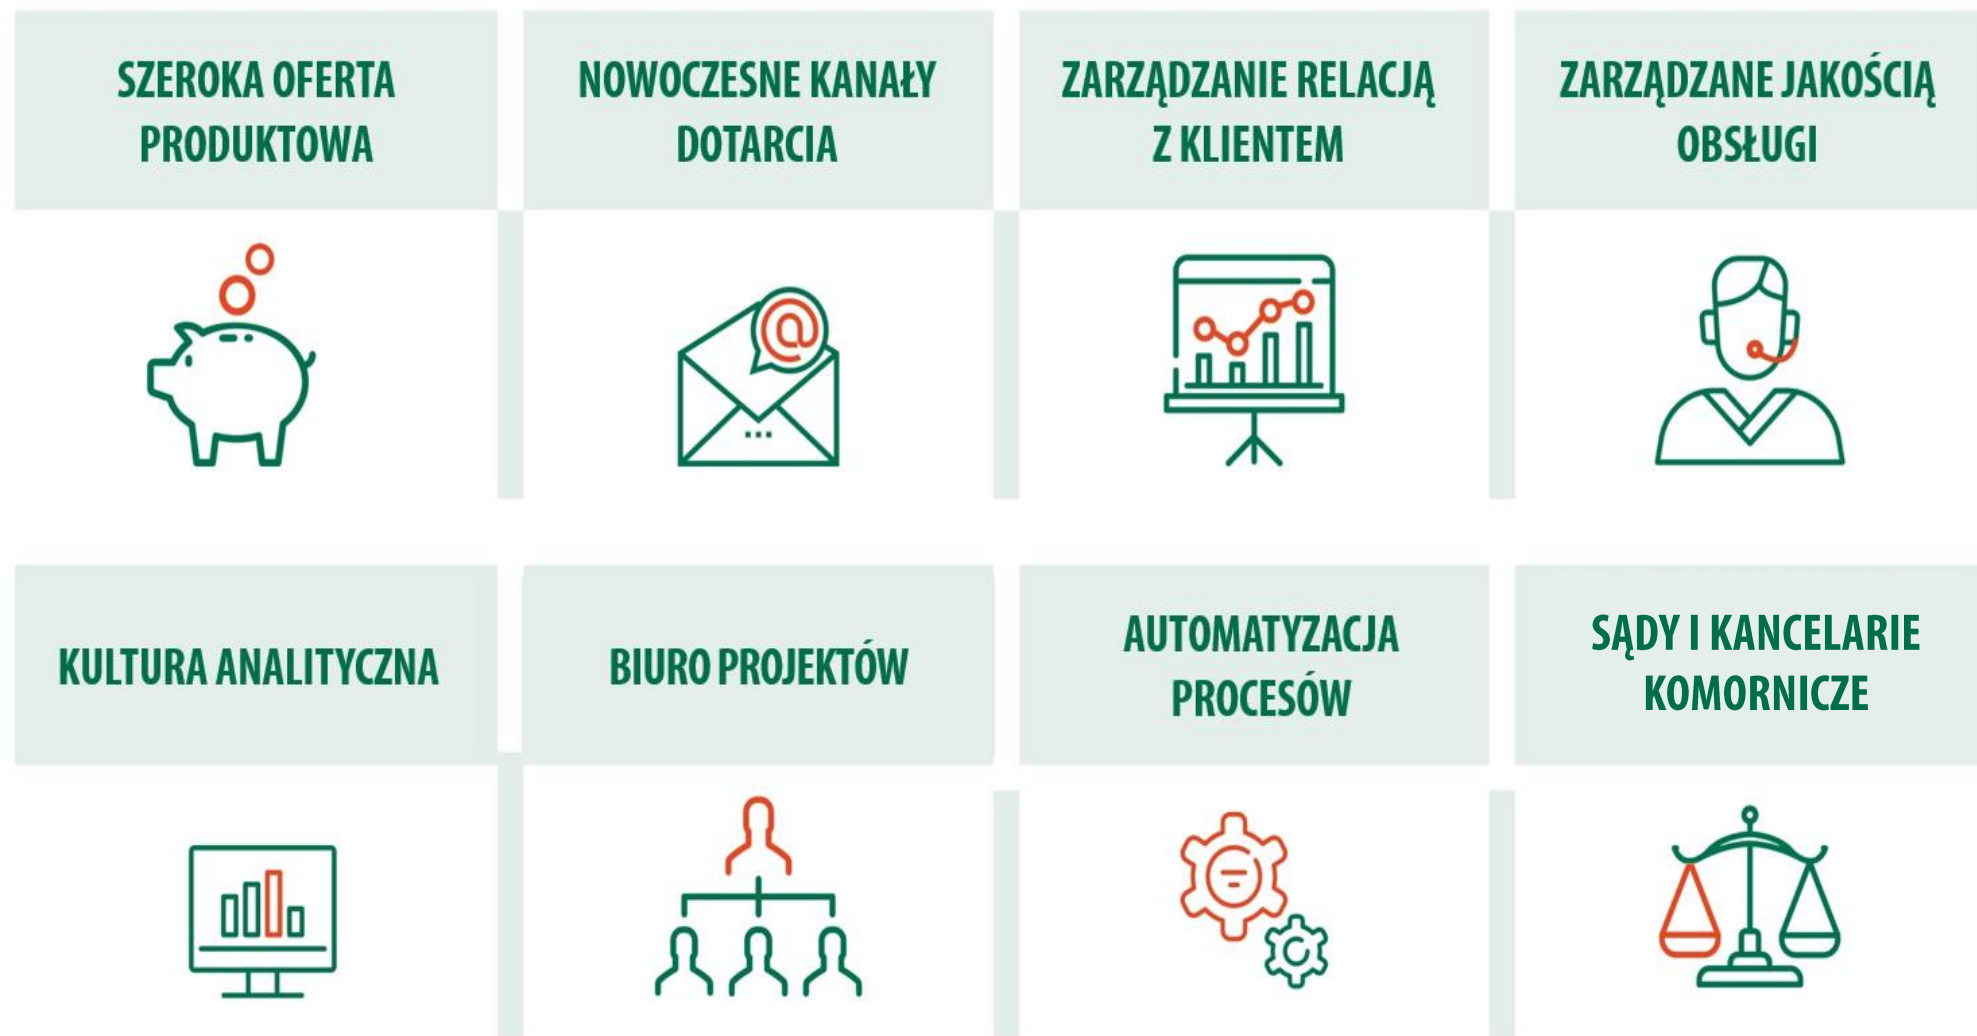 SZEROKA OFERTA
PRODUKTOWA
NOWOCZESNE KANAŁY
DOTARCIA
ZARZĄDZANIE RELACJĄ
Z KLIENTEM
ZARZĄDZANE JAKOŚCIĄ
OBSŁUGI
@
KULTURA ANALITYCZNA
BIURO PROJEKTÓW
AUTOMATYZACJA
PROCESÓW
SĄDY I KANCELARIE
KOMORNICZE